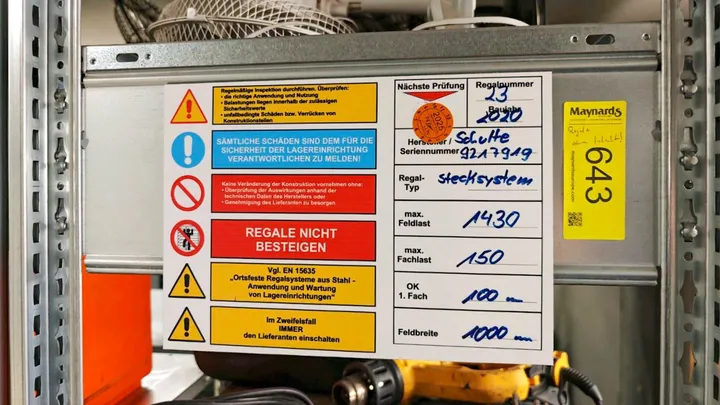 Regelmäßige Inspektion durchführen. Überprüfen:
• die richtige Anwendung und Nutzung
• Belastungen liegen innerhalb der zulässigen
Sicherheitswerte
• unfallbedingte Schäden bzw. Verrücken von
Konstruktionsteilen
SÄMTLICHE SCHÄDEN SIND DEM FÜR DIE
SICHERHEIT DER LAGEREINRICHTUNG
VERANTWORTLICHEN ZU MELDEN!
Keine Veränderung der Konstruktion vornehmen ohne:
• Überprüfung der Auswirkungen anhand der
technischen Daten des Herstellers oder
• Genehmigung des Lieferanten zu besorgen
REGALE NICHT
BESTEIGEN
Vgl. EN 15635
„Ortsfeste Regalsysteme aus Stahl -
Anwendung und Wartung
von Lagereinrichtungen"
Im Zweifelsfall
IMMER
den Lieferanten einschalten
Nächste Prüfung
2025
Regalnummer
23
Baujahr
2020
Hersteller / Schulte
Seriennummer 9217919
Regal-
Typ
Stecksystem
max.
Feldlast
1430
max.
Fachlast
150
OK
1. Fach
100 mm
Feldbreite
1000 mm
Maynards
643